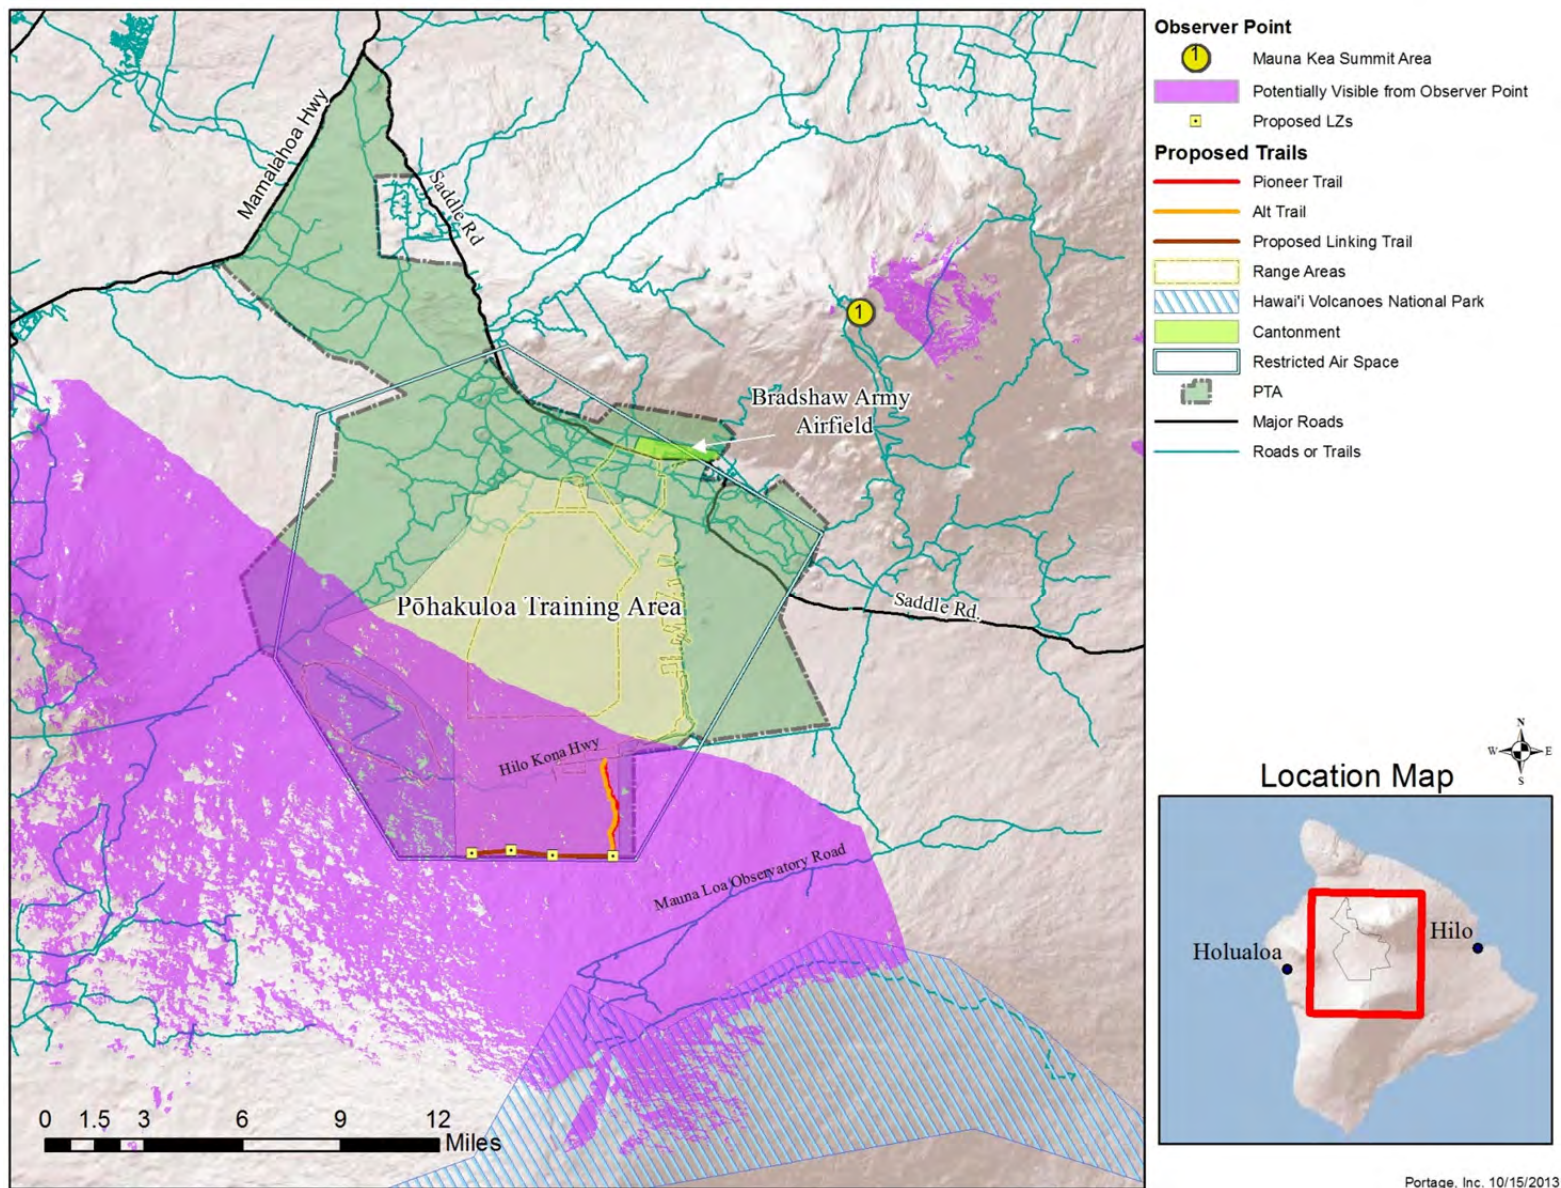 Mamalahoa Hwy
Saddle Rd
1
Bradshaw Army
Airfield
Pōhakuloa Training Area
Saddle Rd.
Hilo Kona Hwy
Mauna Loa Observatory Road
0 1.5 3 6 9 12
Miles
Observer Point
1 Mauna Kea Summit Area
Potentially Visible from Observer Point
Proposed LZs
Proposed Trails
Pioneer Trail
Alt Trail
Proposed Linking Trail
Range Areas
Hawai'i Volcanoes National Park
Cantonment
Restricted Air Space
PTA
Major Roads
Roads or Trails
N
W E
S
Location Map
Hilo
Holualoa
Portage, Inc. 10/15/2013